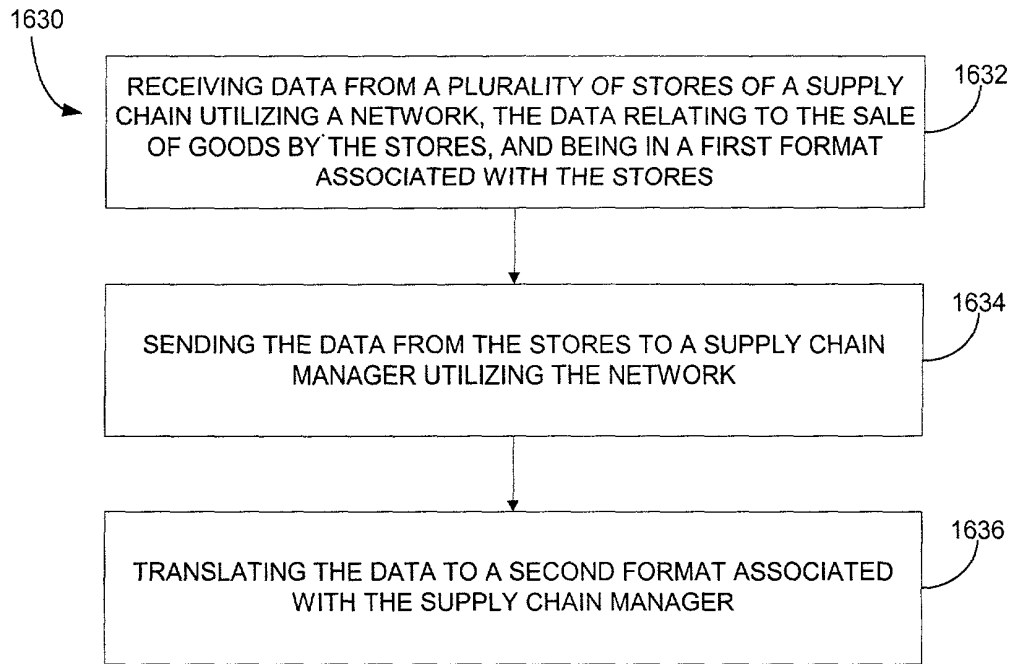 1630
RECEIVING DATA FROM A PLURALITY OF STORES OF A SUPPLY
CHAIN UTILIZING A NETWORK, THE DATA RELATING TO THE SALE
OF GOODS BY THE STORES, AND BEING IN A FIRST FORMAT
ASSOCIATED WITH THE STORES
1632
SENDING THE DATA FROM THE STORES TO A SUPPLY CHAIN
MANAGER UTILIZING THE NETWORK
1634
TRANSLATING THE DATA TO A SECOND FORMAT ASSOCIATED
WITH THE SUPPLY CHAIN MANAGER
1636